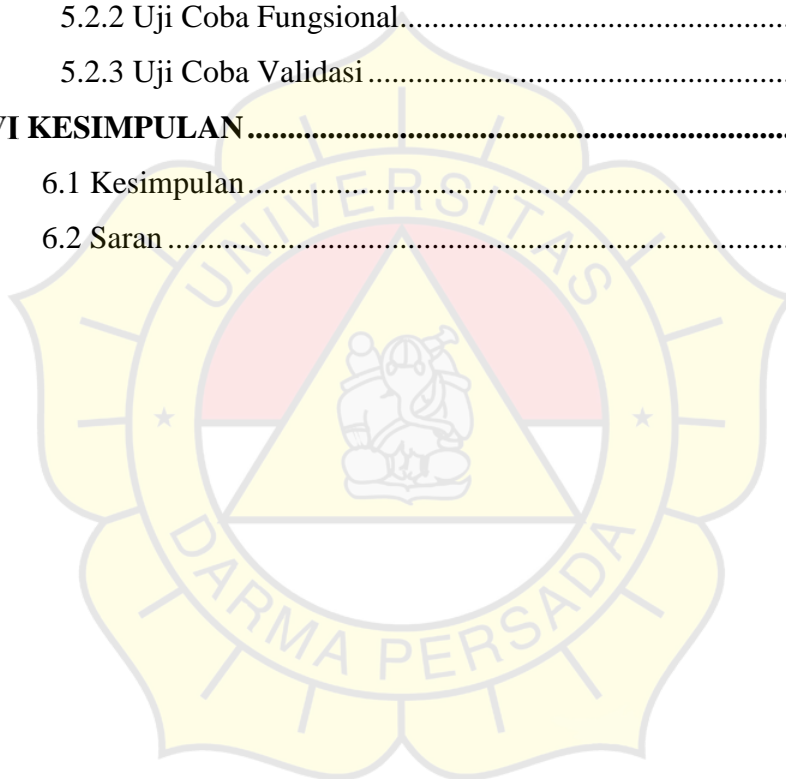 5.2.2 Uji Coba Fungsional..............................................
5.2.3 Uji Coba Validasi..................................................
VI KESIMPULAN................................................................
6.1 Kesimpulan.................................................................
6.2 Saran...........................................................................
UNIVERSITAS
DARMA PERSADA